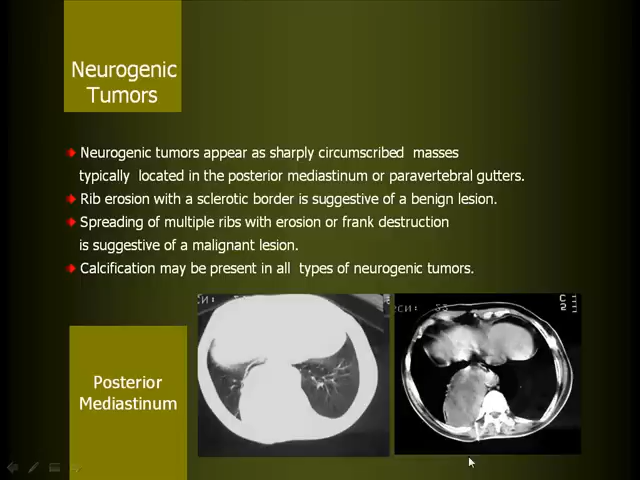 Neurogenic
Tumors
Neurogenic tumors appear as sharply circumscribed masses
typically located in the posterior mediastinum or paravertebral gutters.
Rib erosion with a sclerotic border is suggestive of a benign lesion.
Spreading of multiple ribs with erosion or frank destruction
is suggestive of a malignant lesion.
Calcification may be present in all types of neurogenic tumors.
Posterior
Mediastinum